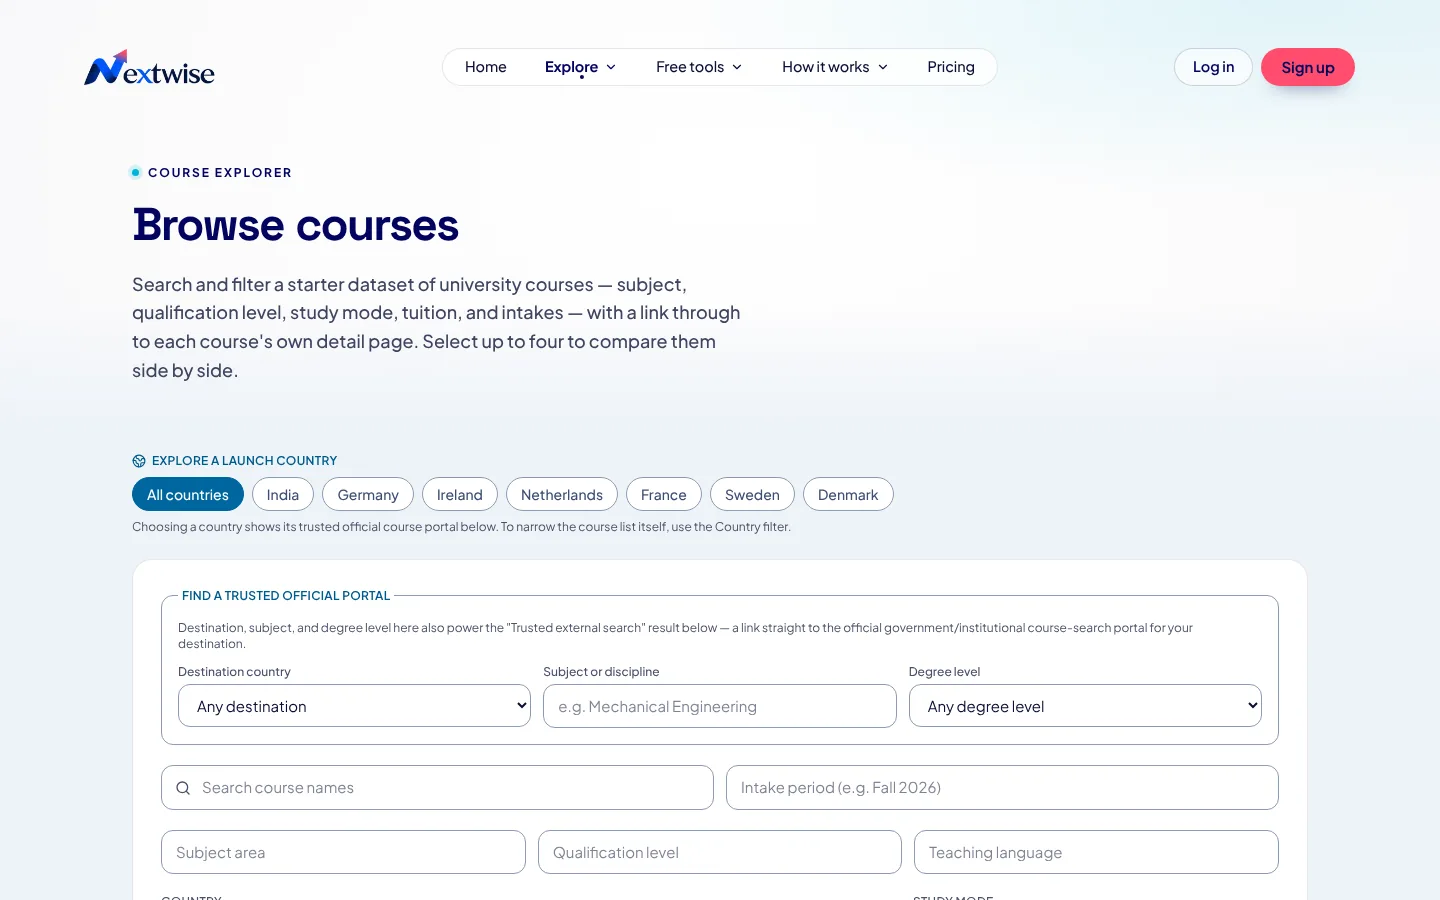 Nextwise
Home
Explore
Free tools
How it works
Pricing
Log in
Sign up
COURSE EXPLORER
Browse courses
Search and filter a starter dataset of university courses — subject,
qualification level, study mode, tuition, and intakes — with a link through
to each course's own detail page. Select up to four to compare them
side by side.
EXPLORE A LAUNCH COUNTRY
All countries
India
Germany
Ireland
Netherlands
France
Sweden
Denmark
Choosing a country shows its trusted official course portal below. To narrow the course list itself, use the Country filter.
FIND A TRUSTED OFFICIAL PORTAL
Destination, subject, and degree level here also power the "Trusted external search" result below — a link straight to the official government/institutional course-search portal for your
destination.
Destination country
Subject or discipline
Degree level
Any destination
e.g. Mechanical Engineering
Any degree level
Search course names
Intake period (e.g. Fall 2026)
Subject area
Qualification level
Teaching language
COUNTRY
STUDY MODE